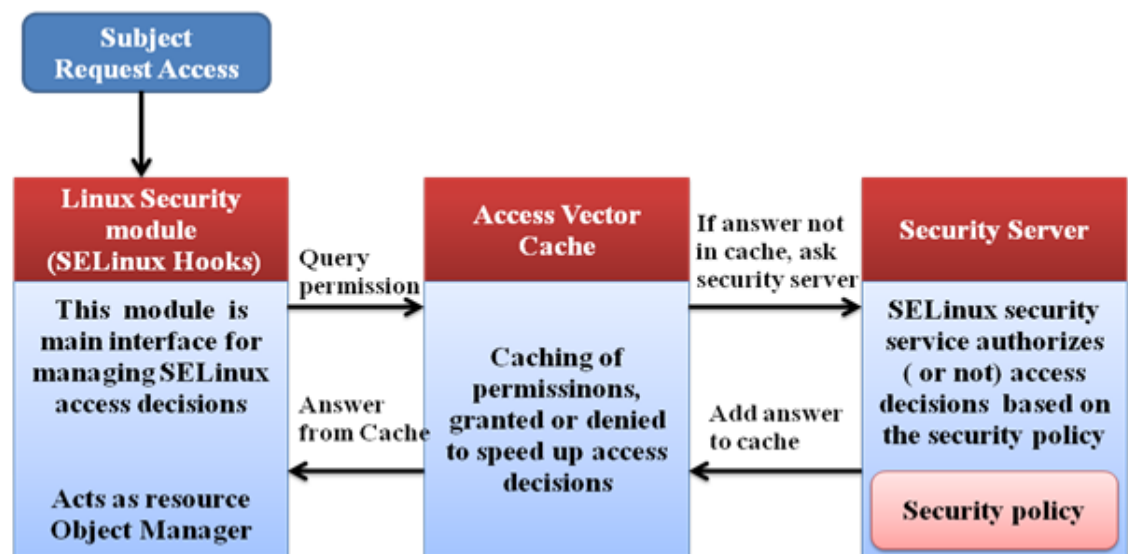 Subject
Request Access
Linux Security
module
(SELinux Hooks)
This module is
main interface for
managing SELinux
access decisions
Acts as resource
Object Manager
Query
permission
Answer
from Cache
Access Vector
Cache
Caching of
permissinons,
granted or denied
to speed up access
decisions
If answer not
in cache, ask
security server
Add answer
to cache
Security Server
SELinux security
service authorizes
( or not) access
decisions based on
the security policy
Security policy